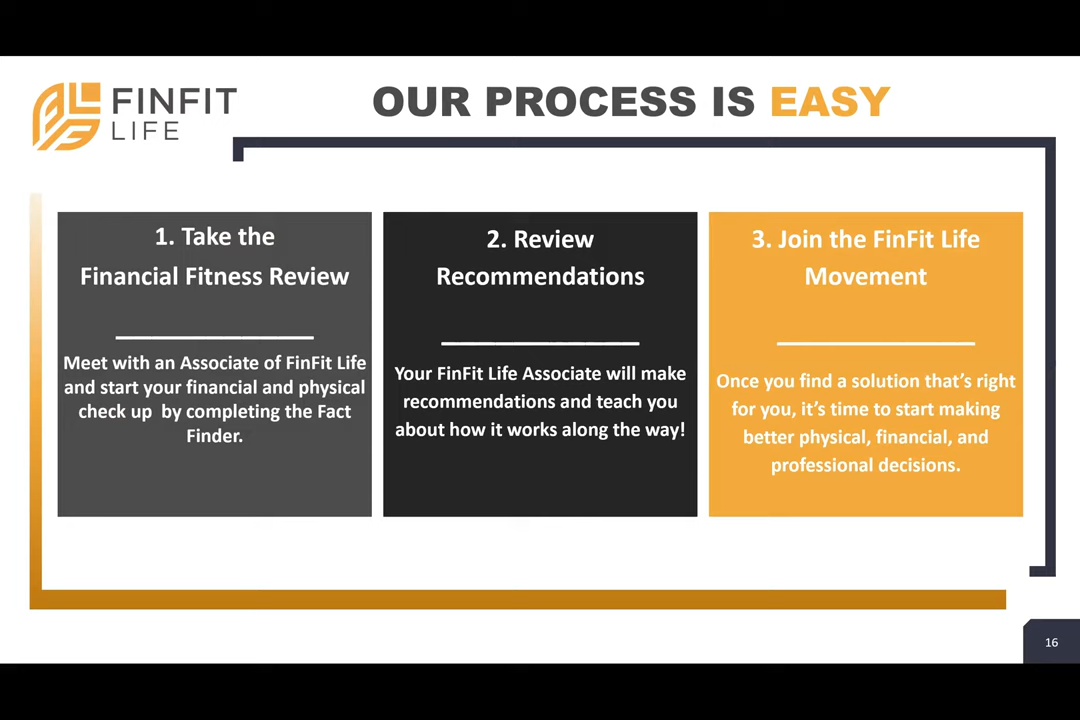 FINFIT
LIFE
OUR PROCESS IS EASY
1. Take the
Financial Fitness Review
Meet with an Associate of FinFit Life
and start your financial and physical
check up by completing the Fact
Finder.
2. Review
Recommendations
Your FinFit Life Associate will make
recommendations and teach you
about how it works along the way!
3. Join the FinFit Life
Movement
Once you find a solution that's right
for you, it's time to start making
better physical, financial, and
professional decisions.
16